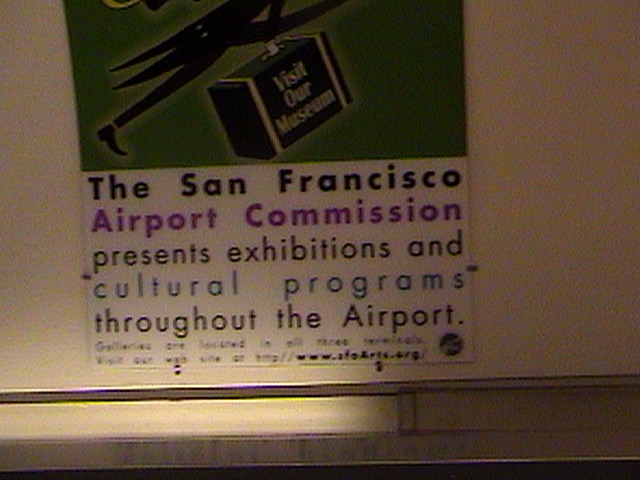 Visit
Our
Museum
The San Francisco
Airport Commission
presents exhibitions and
cultural programs
throughout the Airport.
Galleries are located in all three terminals.
Visit our web site at http://www.sfoArts.org/